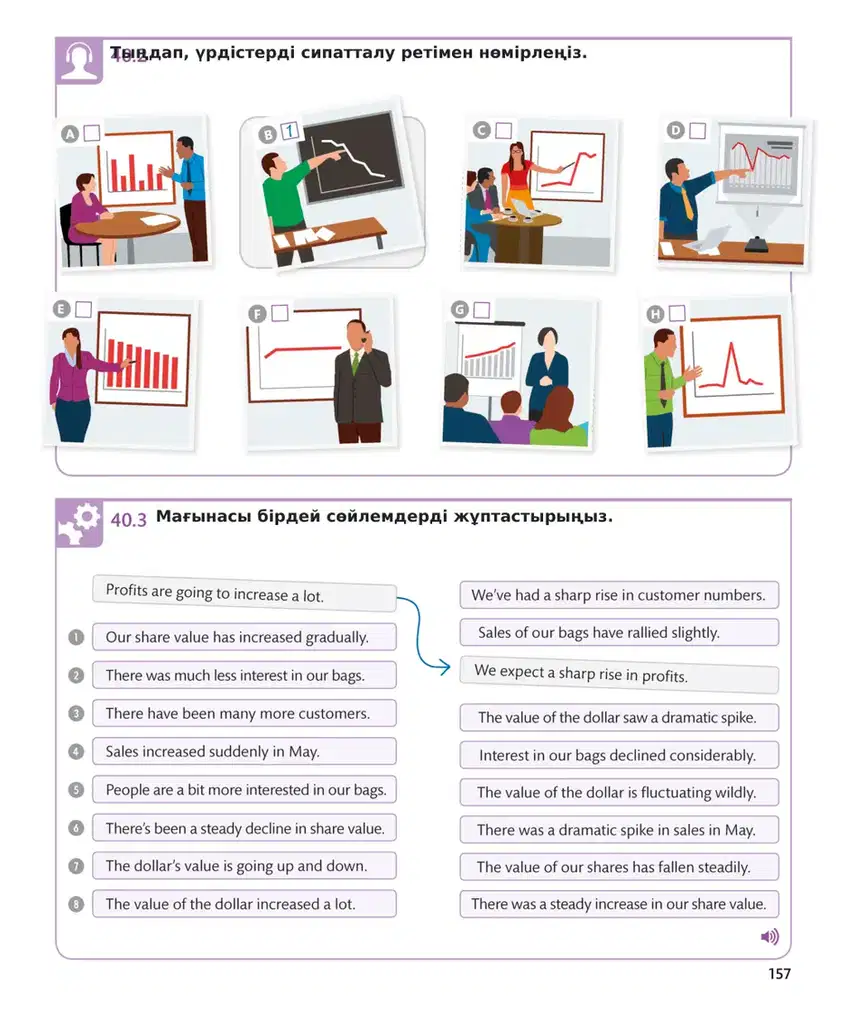 40.2 Тыңдап, үрдістерді сипатталу ретімен нөмірлеңіз.
A
B 1
C
D
E
F
G
H
40.3 Мағынасы бірдей сөйлемдерді жұптастырыңыз.
Profits are going to increase a lot.
1 Our share value has increased gradually.
2 There was much less interest in our bags.
3 There have been many more customers.
4 Sales increased suddenly in May.
5 People are a bit more interested in our bags.
6 There's been a steady decline in share value.
7 The dollar's value is going up and down.
8 The value of the dollar increased a lot.
We've had a sharp rise in customer numbers.
Sales of our bags have rallied slightly.
We expect a sharp rise in profits.
The value of the dollar saw a dramatic spike.
Interest in our bags declined considerably.
The value of the dollar is fluctuating wildly.
There was a dramatic spike in sales in May.
The value of our shares has fallen steadily.
There was a steady increase in our share value.
157